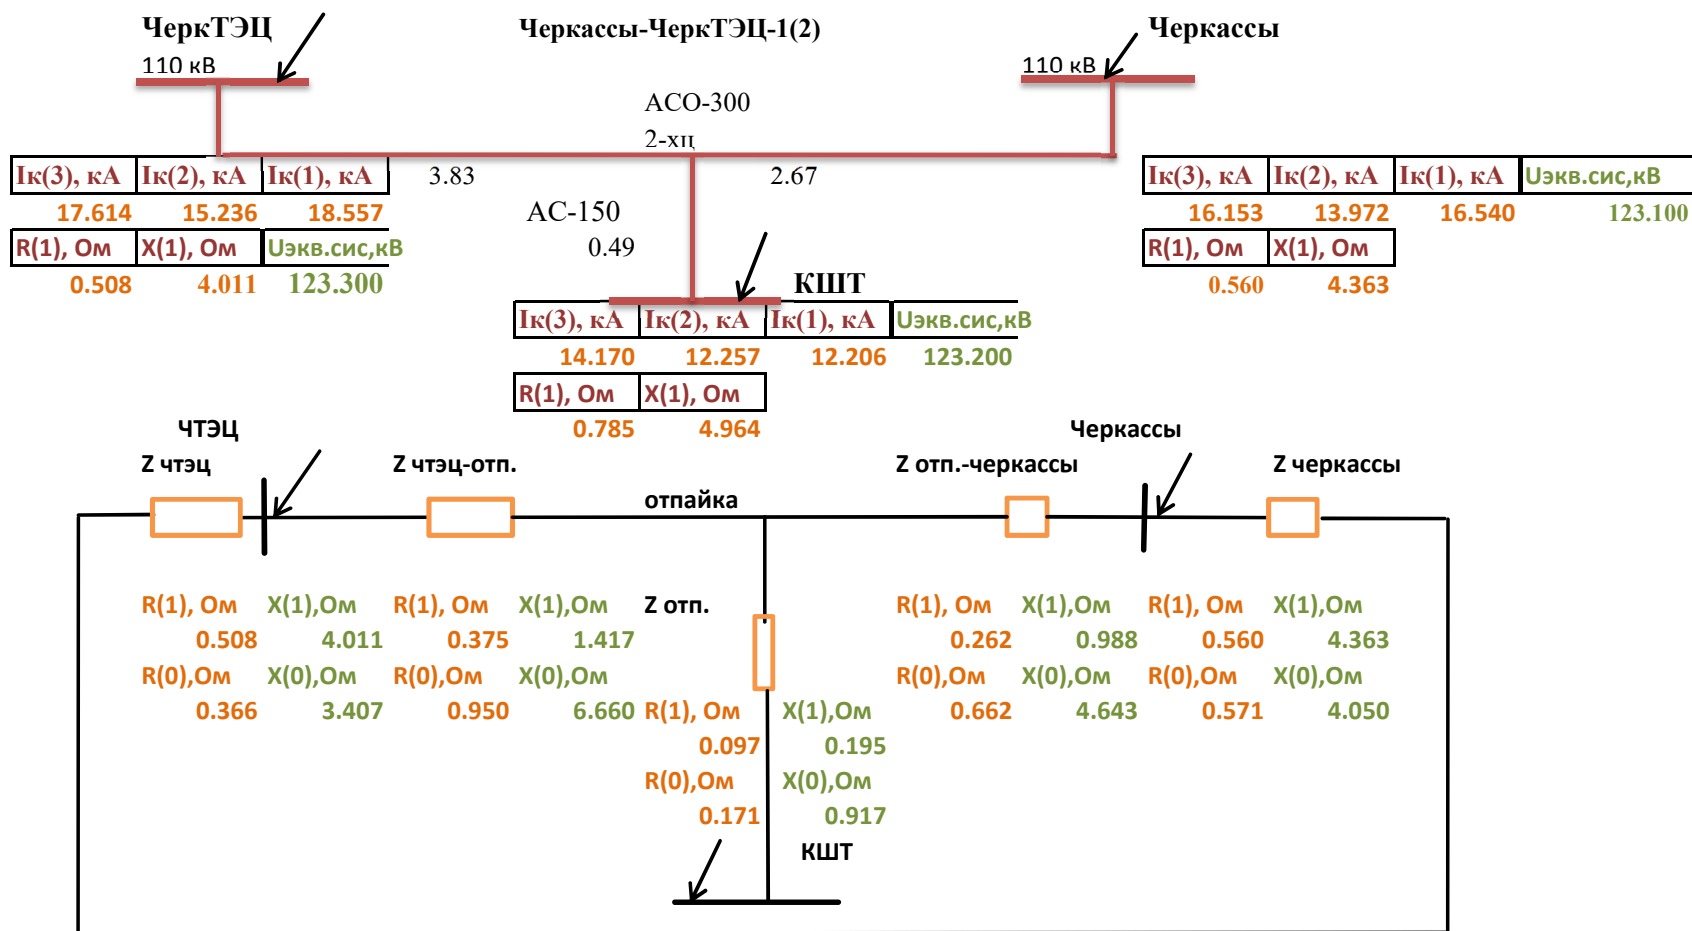 ЧеркТЭЦ Черкассы-ЧеркТЭЦ-1(2) Черкассы
110 кВ 110 кВ
АСО-300
2-хц
3.83 2.67
Iк(3), кА Iк(2), кА Iк(1), кА
17.614 15.236 18.557
R(1), Ом X(1), Ом Uэкв.сис,кВ
0.508 4.011 123.300
Iк(3), кА Iк(2), кА Iк(1), кА Uэкв.сис,кВ
16.153 13.972 16.540 123.100
R(1), Ом X(1), Ом
0.560 4.363
АС-150
0.49
КШТ
Iк(3), кА Iк(2), кА Iк(1), кА Uэкв.сис,кВ
14.170 12.257 12.206 123.200
R(1), Ом X(1), Ом
0.785 4.964
ЧТЭЦ Черкассы
Z чтэц Z чтэц-отп. Z отп.-черкассы Z черкассы
отпайка
R(1), Ом X(1),Ом R(1), Ом X(1),Ом Z отп. R(1), Ом X(1),Ом R(1), Ом X(1),Ом
0.508 4.011 0.375 1.417 0.262 0.988 0.560 4.363
R(0),Ом X(0),Ом R(0),Ом X(0),Ом R(0),Ом X(0),Ом R(0),Ом X(0),Ом
0.366 3.407 0.950 6.660 0.662 4.643 0.571 4.050
R(1), Ом X(1),Ом
0.097 0.195
R(0),Ом X(0),Ом
0.171 0.917
КШТ